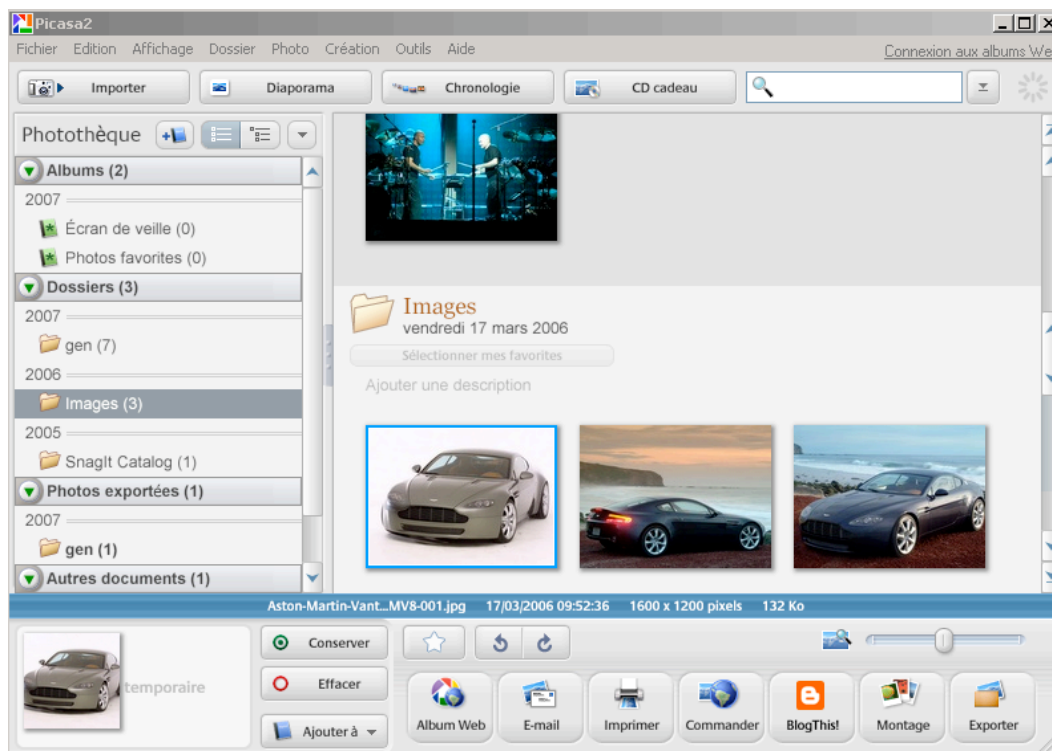 Picasa2
Fichier Edition Affichage Dossier Photo Création Outils Aide
Connexion aux albums We
Importer Diaporama Chronologie CD cadeau
Photothèque
Albums (2)
2007
Écran de veille (0)
Photos favorites (0)
Dossiers (3)
2007
gen (7)
2006
Images (3)
2005
SnagIt Catalog (1)
Photos exportées (1)
2007
gen (1)
Autres documents (1)
Images
vendredi 17 mars 2006
Sélectionner mes favorites
Ajouter une description
Aston-Martin-Vant...MV8-001.jpg 17/03/2006 09:52:36 1600 x 1200 pixels 132 Ko
temporaire
Conserver
Effacer
Ajouter à
Album Web E-mail Imprimer Commander BlogThis! Montage Exporter